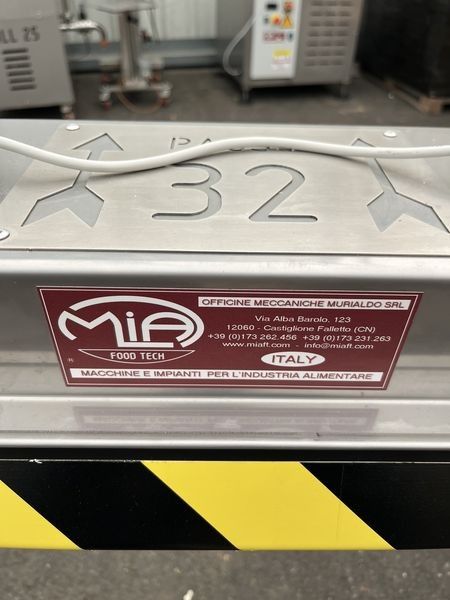 LL 25
32
MiA
FOOD TECH
®
OFFICINE MECCANICHE MURIALDO SRL
Via Alba Barolo, 123
12060 - Castiglione Falletto (CN)
+39 (0)173 262.456 +39 (0)173 231.263
www.miaft.com - info@miaft.com
ITALY
MACCHINE E IMPIANTI PER L'INDUSTRIA ALIMENTARE